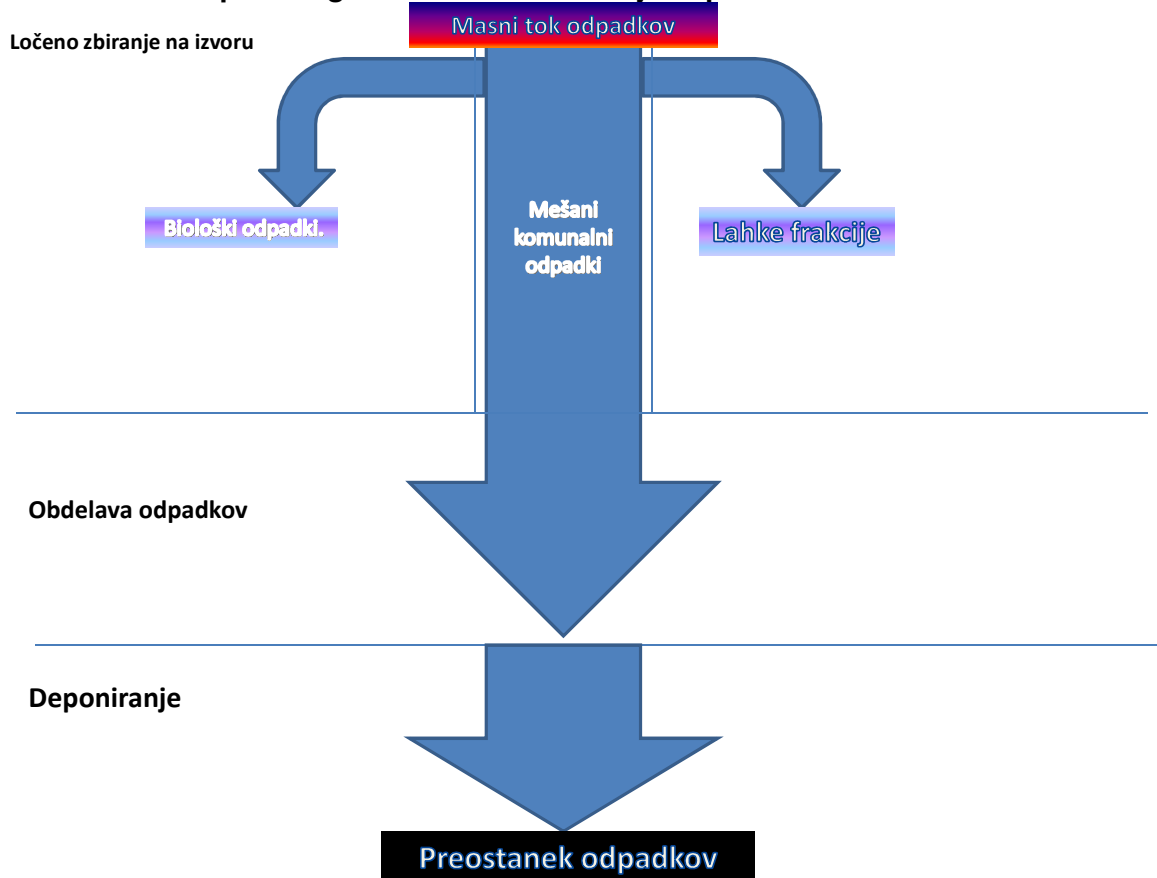 Masni tok odpadkov
Ločeno zbiranje na izvoru
Biološki odpadki.
Mešani
komunalni
odpadki
Lahke frakcije
Obdelava odpadkov
Deponiranje
Preostanek odpadkov